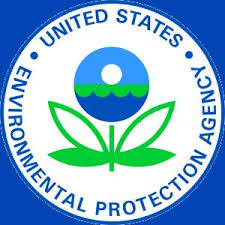 UNITED STATES
ENVIRONMENTAL PROTECTION AGENCY